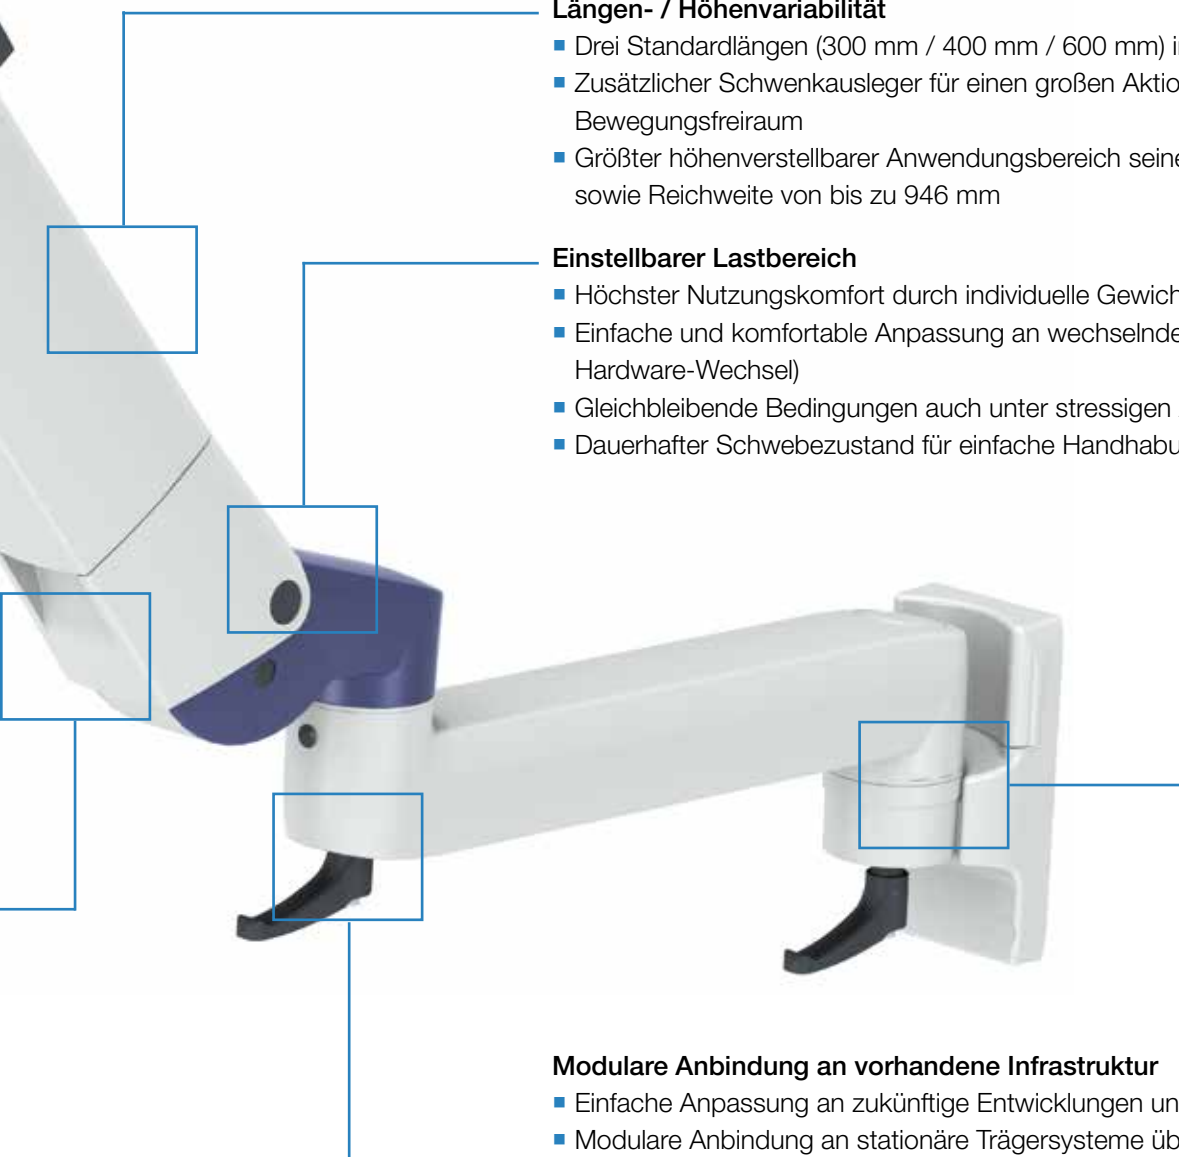 Längen- / Höhenvariabilität
▪ Drei Standardlängen (300 mm / 400 mm / 600 mm)
▪ Zusätzlicher Schwenkausleger für einen großen
Bewegungsfreiraum
▪ Größter höhenverstellbarer Anwendungsbereich
sowie Reichweite von bis zu 946 mm
Einstellbarer Lastbereich
▪ Höchster Nutzungskomfort durch individuelle
▪ Einfache und komfortable Anpassung an wechselnde
Hardware-Wechsel)
▪ Gleichbleibende Bedingungen auch unter stressigen
▪ Dauerhafter Schwebezustand für einfache
Modulare Anbindung an vorhandene Infrastruktur
▪ Einfache Anpassung an zukünftige Entwicklungen
▪ Modulare Anbindung an stationäre Trägersysteme